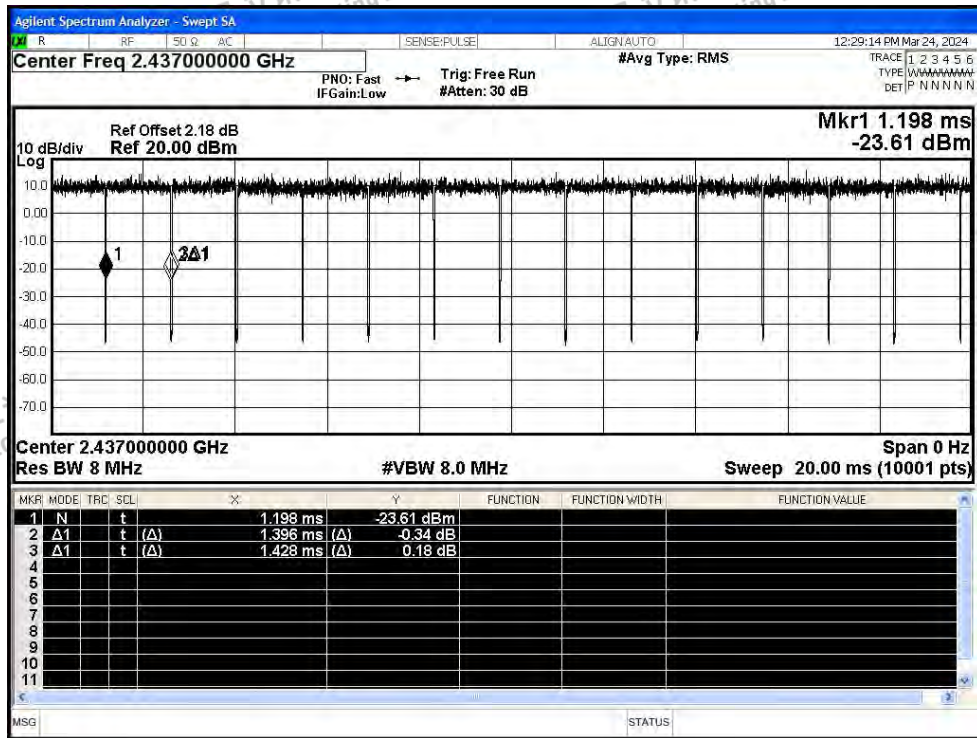 Agilent Spectrum Analyzer - Swept SA
LXI R RF 50 Ω AC SENSE:PULSE ALIGN AUTO 12:29:14 PM Mar 24, 2024
Center Freq 2.437000000 GHz #Avg Type: RMS TRACE 1 2 3 4 5 6
PNO: Fast Trig: Free Run TYPE WWWWWW
IFGain:Low #Atten: 30 dB DET P N N N N N
Mkr1 1.198 ms
Ref Offset 2.18 dB
10 dB/div Ref 20.00 dBm -23.61 dBm
Log
10.0
0.00
-10.0
1 3Δ1
-20.0
-30.0
-40.0
-50.0
-60.0
-70.0
Center 2.437000000 GHz Span 0 Hz
Res BW 8 MHz #VBW 8.0 MHz Sweep 20.00 ms (10001 pts)
MKR MODE TRC SCL X Y FUNCTION FUNCTION WIDTH FUNCTION VALUE
1 N t 1.198 ms -23.61 dBm
2 Δ1 t (Δ) 1.396 ms (Δ) -0.34 dB
3 Δ1 t (Δ) 1.428 ms (Δ) 0.18 dB
4
5
6
7
8
9
10
11
MSG STATUS